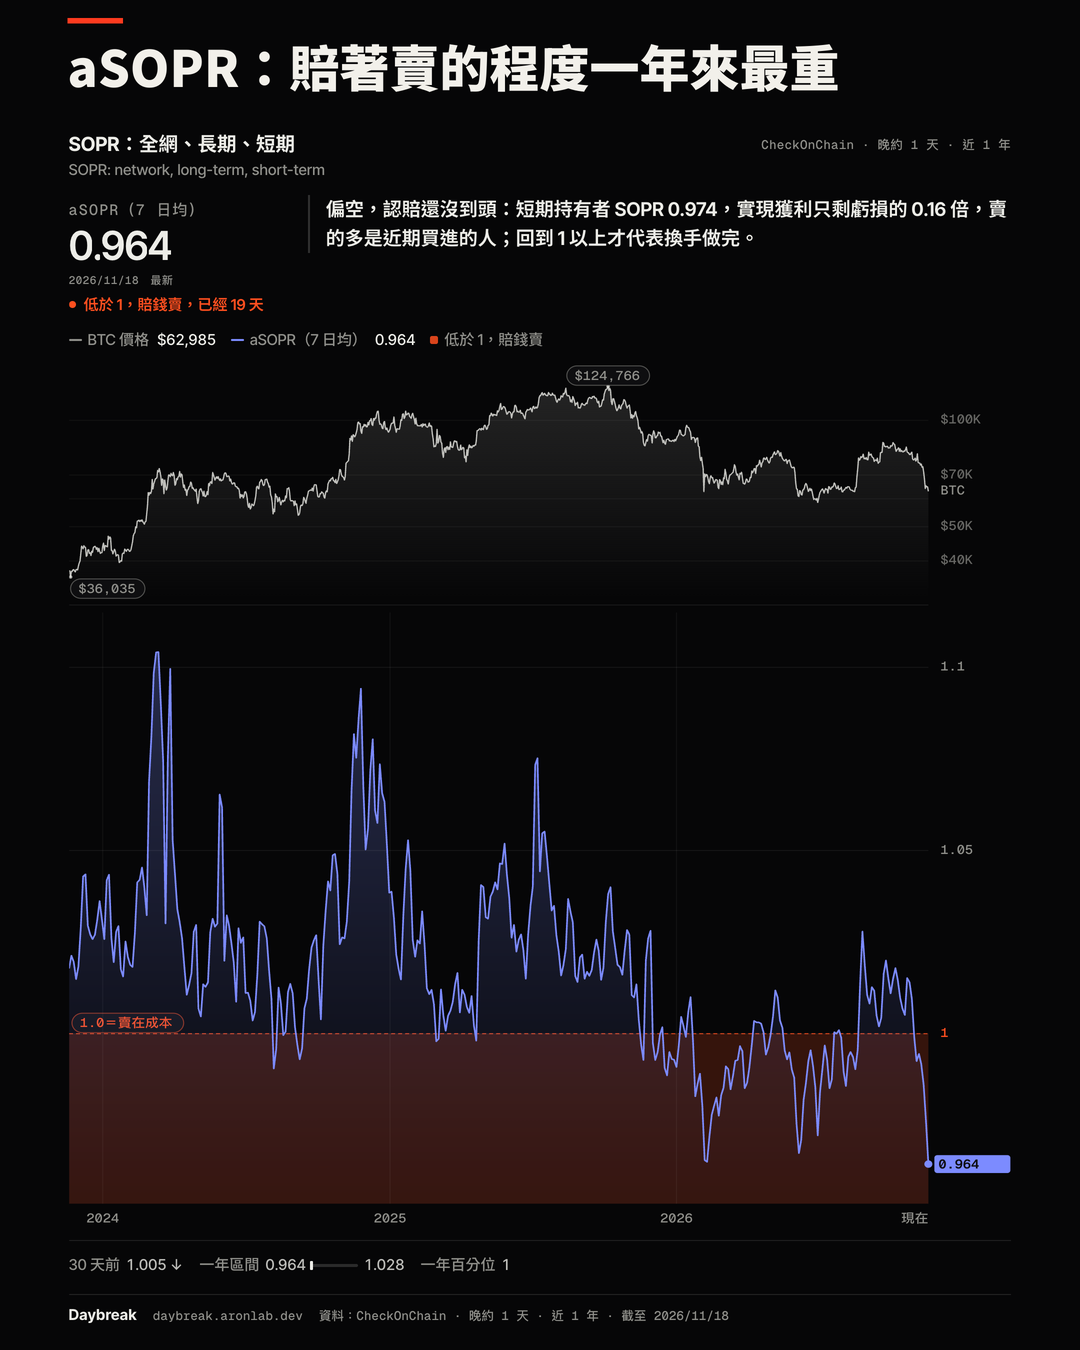 aSOPR：賠著賣的程度一年來最重
SOPR：全網、長期、短期
CheckOnChain · 晚約 1 天 · 近 1 年
SOPR: network, long-term, short-term
aSOPR（7 日均）
0.964
2026/11/18 最新
低於 1，賠錢賣，已經 19 天
偏空，認賠還沒到頭：短期持有者 SOPR 0.974，實現獲利只剩虧損的 0.16 倍，賣
的多是近期買進的人；回到 1 以上才代表換手做完。
BTC 價格 $62,985 aSOPR（7 日均） 0.964 低於 1，賠錢賣
$124,766
$100K
$70K
BTC
$50K
$40K
$36,035
1.1
1.05
1.0＝賣在成本
1
0.964
2024 2025 2026 現在
30 天前 1.005 ↓ 一年區間 0.964 1.028 一年百分位 1
Daybreak daybreak.aronlab.dev 資料：CheckOnChain · 晚約 1 天 · 近 1 年 · 截至 2026/11/18